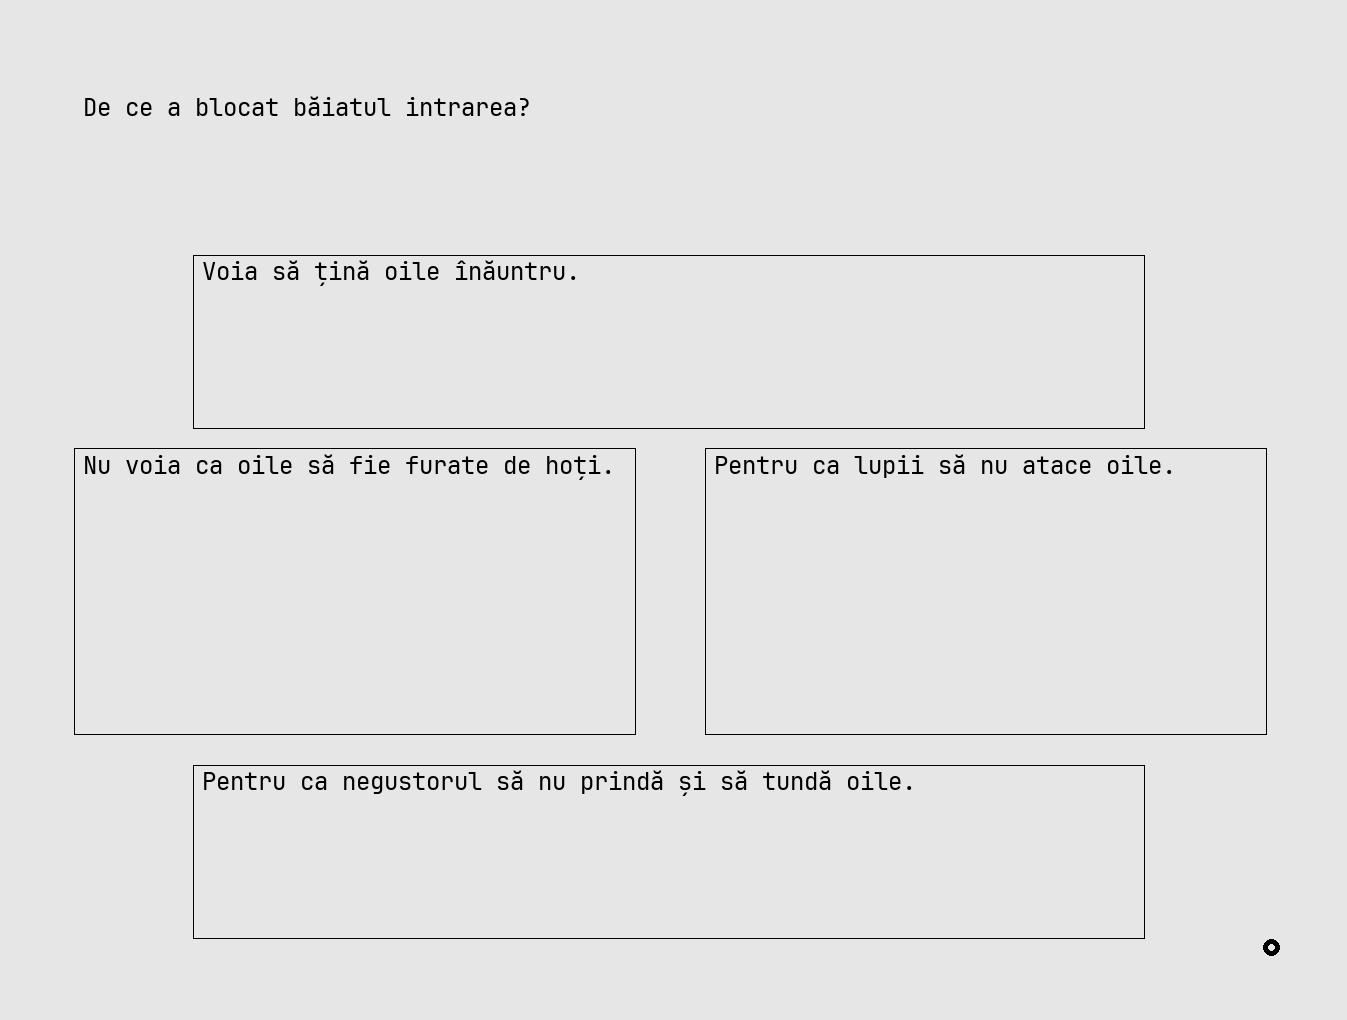 De ce a blocat băiatul intrarea?
Voia să țină oile înăuntru.
Nu voia ca oile să fie furate de hoți.
Pentru ca lupii să nu atace oile.
Pentru ca negustorul să nu prindă și să tundă oile.